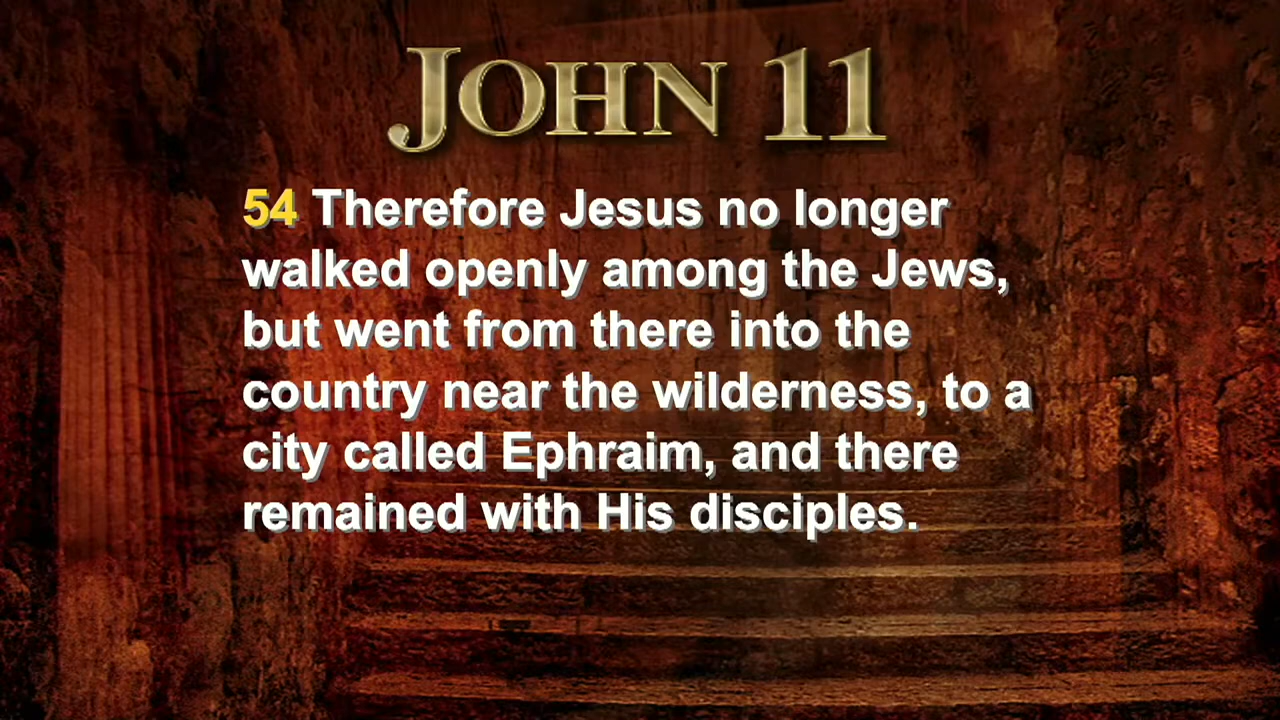 JOHN 11
54 Therefore Jesus no longer
walked openly among the Jews,
but went from there into the
country near the wilderness, to a
city called Ephraim, and there
remained with His disciples.